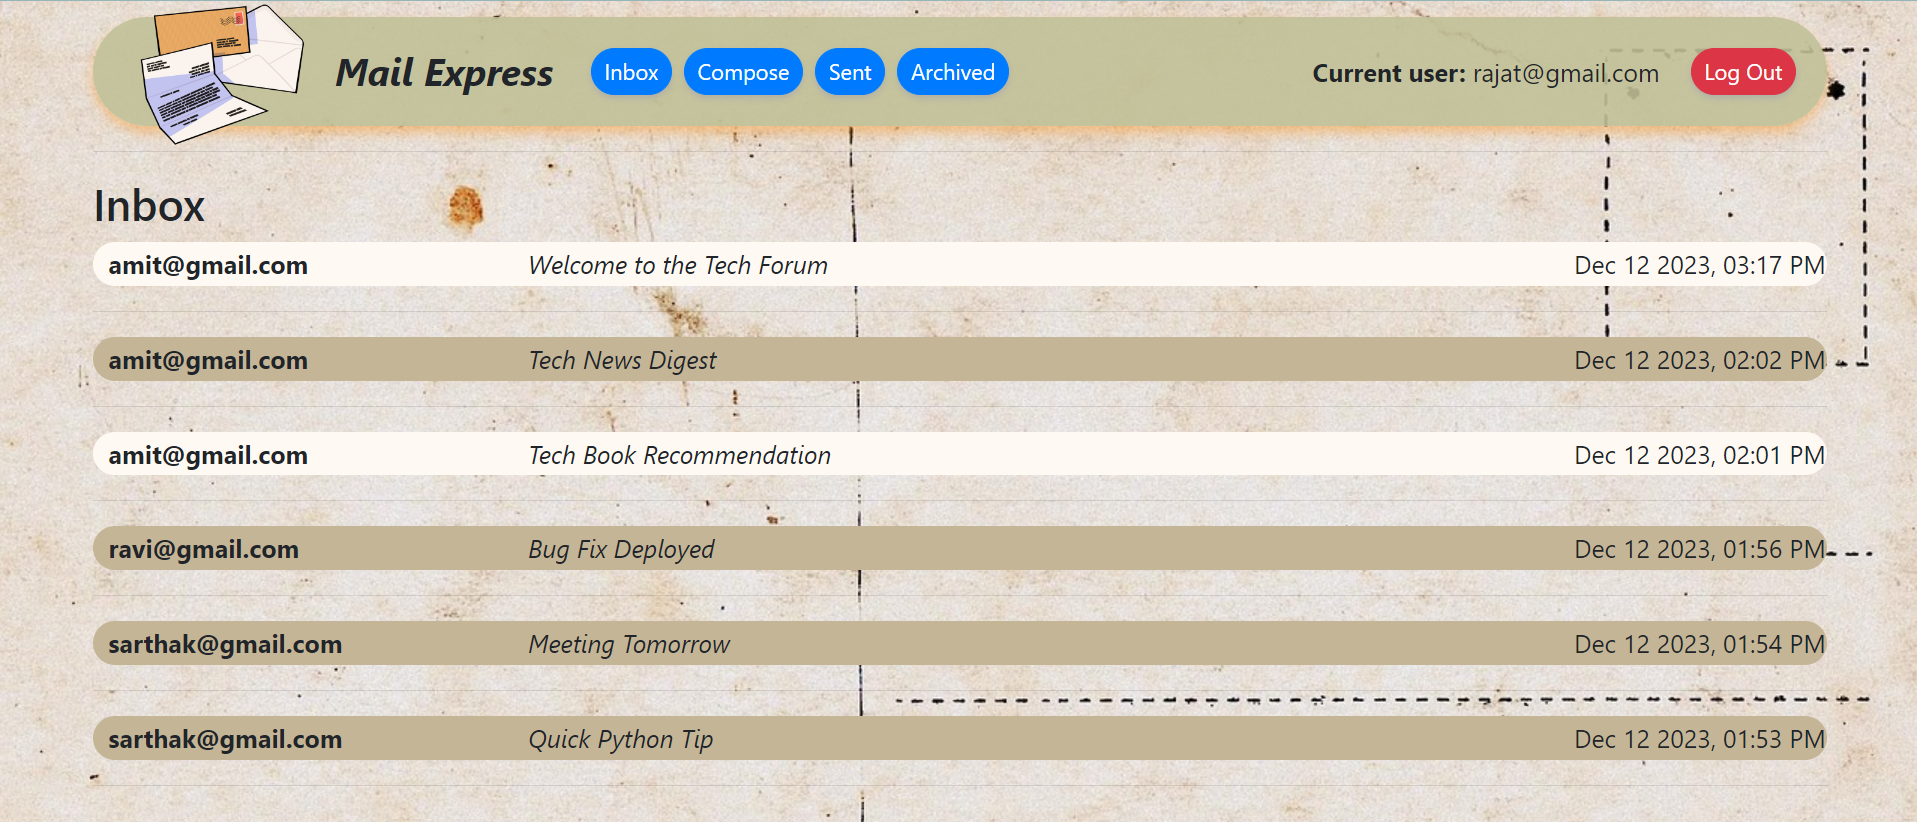 Mail Express Inbox Compose Sent Archived Current user: rajat@gmail.com Log Out
Inbox
amit@gmail.com Welcome to the Tech Forum Dec 12 2023, 03:17 PM
amit@gmail.com Tech News Digest Dec 12 2023, 02:02 PM
amit@gmail.com Tech Book Recommendation Dec 12 2023, 02:01 PM
ravi@gmail.com Bug Fix Deployed Dec 12 2023, 01:56 PM
sarthak@gmail.com Meeting Tomorrow Dec 12 2023, 01:54 PM
sarthak@gmail.com Quick Python Tip Dec 12 2023, 01:53 PM